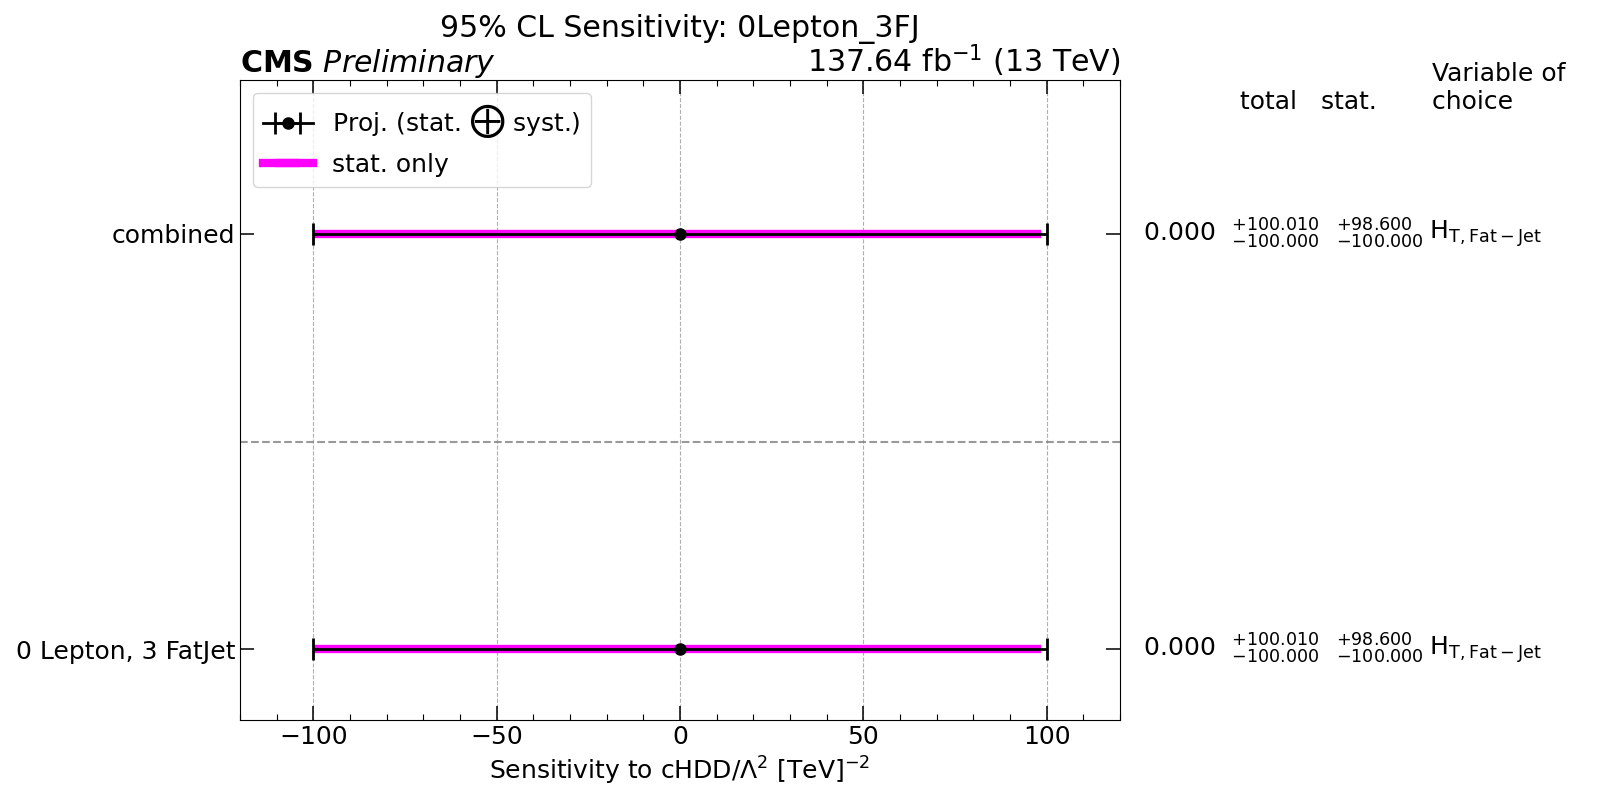 95% CL Sensitivity: 0Lepton_3FJ
CMS Preliminary 137.64 fb⁻¹ (13 TeV)
total stat. Variable of choice
Proj. (stat. ⊕ syst.)
stat. only
combined 0.000 +100.010 −100.000 +98.600 −100.000 H_T, Fat−Jet
0 Lepton, 3 FatJet 0.000 +100.010 −100.000 +98.600 −100.000 H_T, Fat−Jet
−100 −50 0 50 100
Sensitivity to cHDD/Λ² [TeV]⁻²